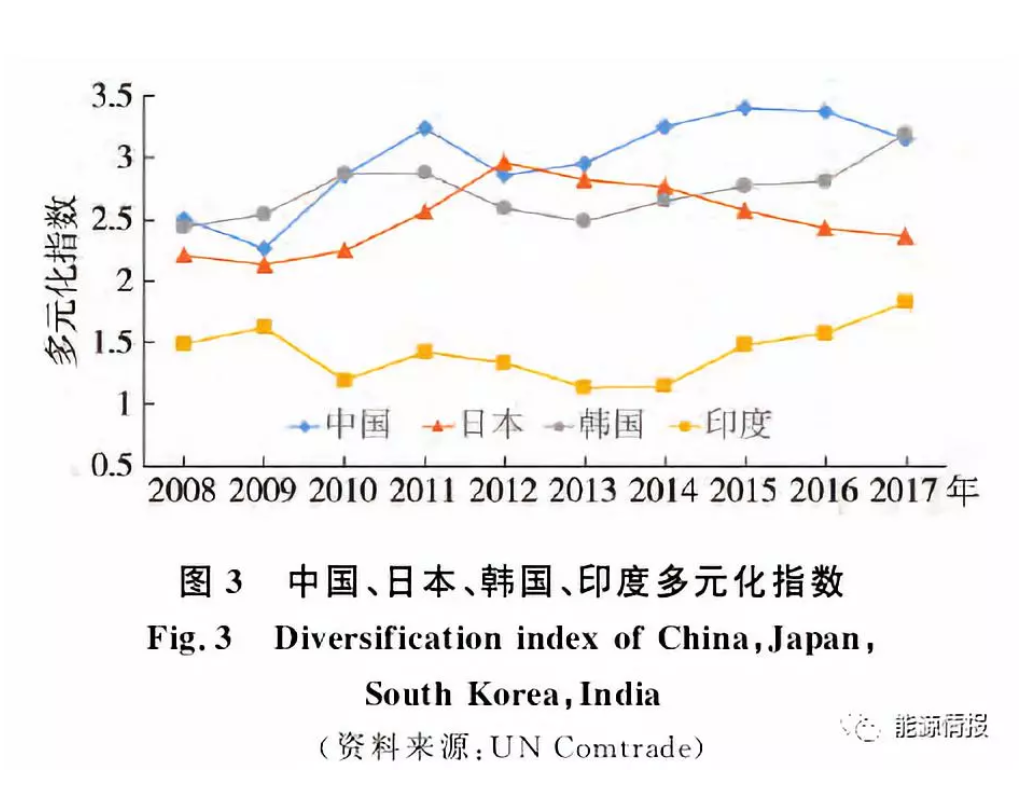 3.5
3
2.5
2
1.5
1
0.5
多元化指数
中国 日本 韩国 印度
2008 2009 2010 2011 2012 2013 2014 2015 2016 2017 年
图 3 中国、日本、韩国、印度多元化指数
Fig. 3 Diversification index of China, Japan,
South Korea, India
(资料来源:UN Comtrade)
能源情报